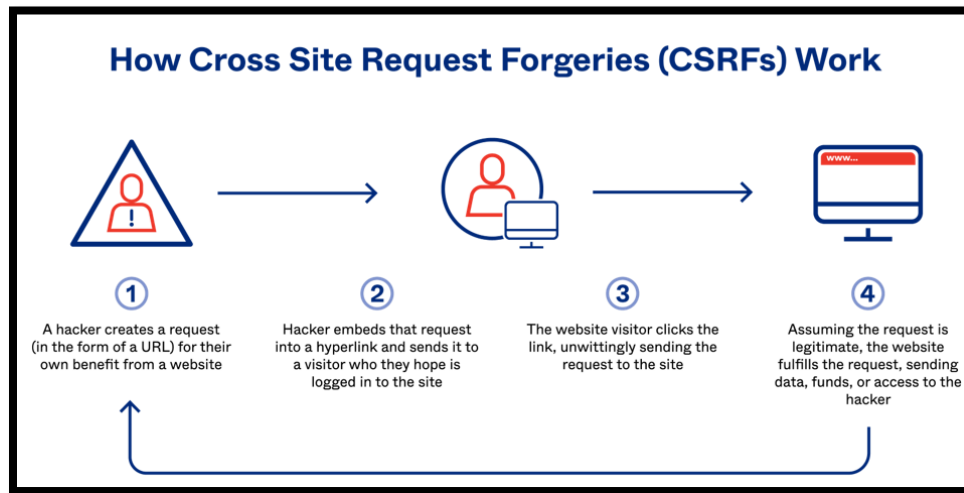 How Cross Site Request Forgeries (CSRFs) Work
www...
!
1
A hacker creates a request
(in the form of a URL) for their
own benefit from a website
2
Hacker embeds that request
into a hyperlink and sends it to
a visitor who they hope is
logged in to the site
3
The website visitor clicks the
link, unwittingly sending the
request to the site
4
Assuming the request is
legitimate, the website
fulfills the request, sending
data, funds, or access to the
hacker